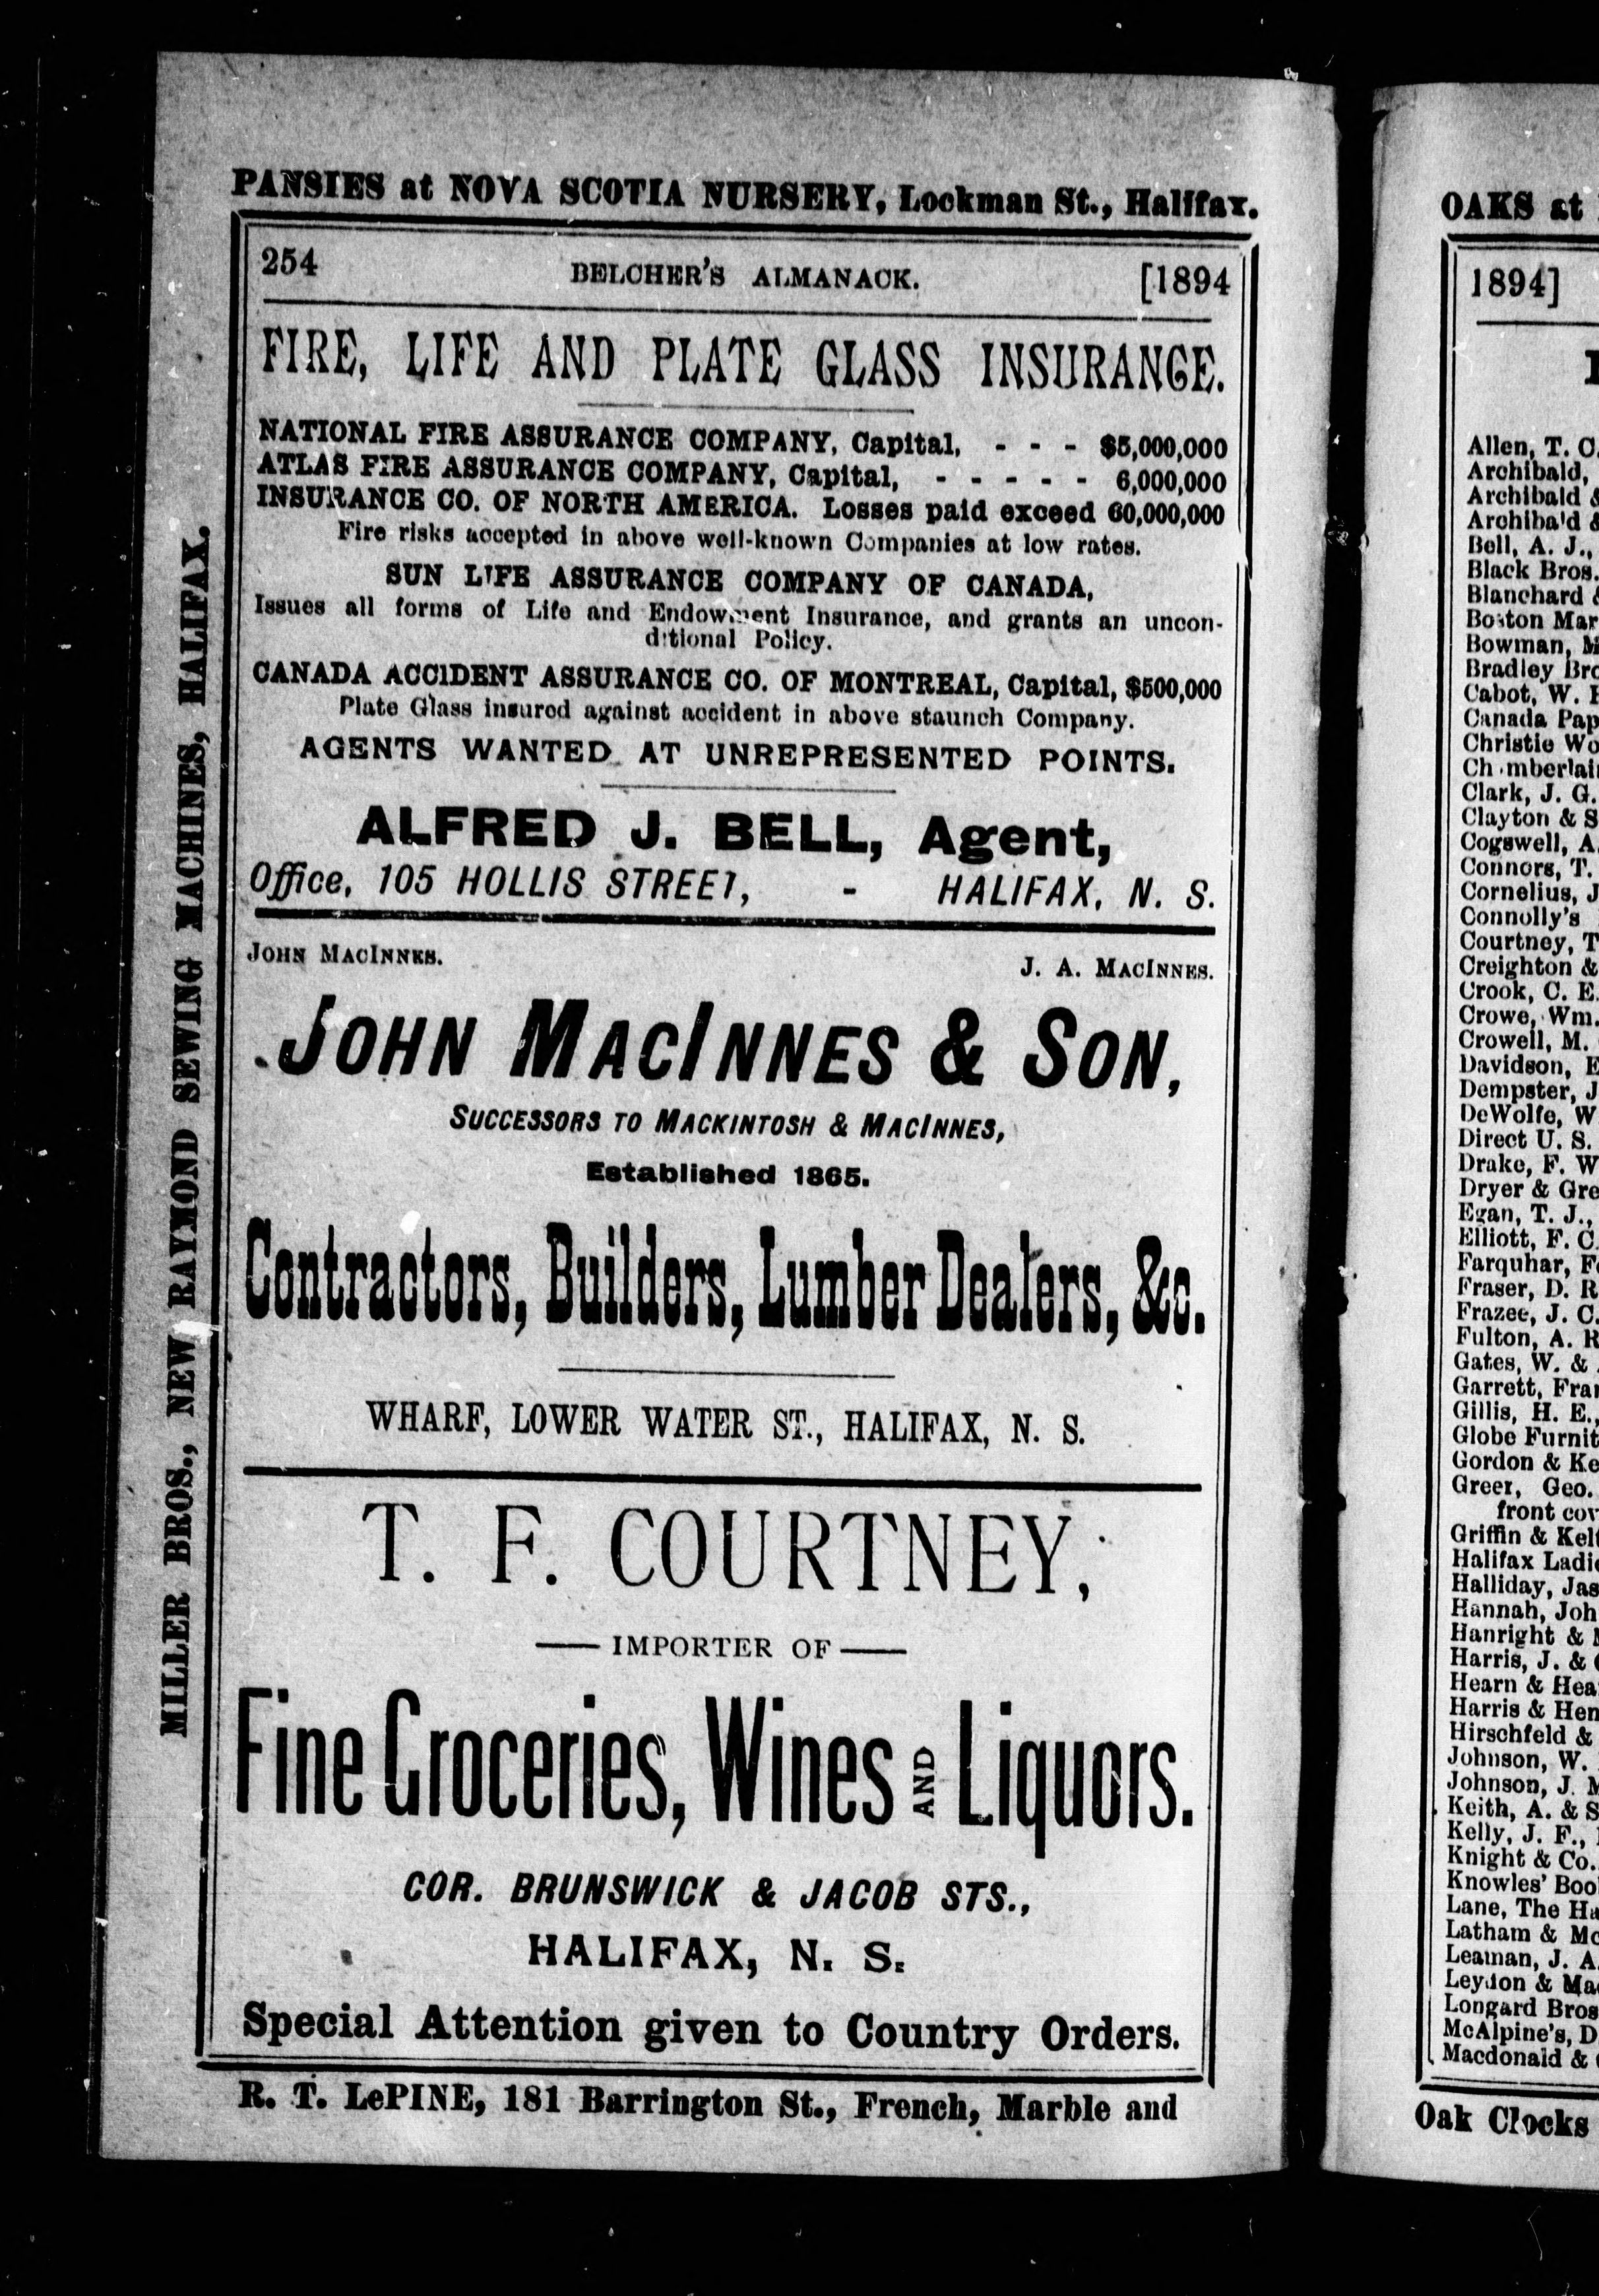 PANSIES at NOVA SCOTIA NURSERY, Lockman St., Halifax.
254 BELCHER'S ALMANACK. [1894
FIRE, LIFE AND PLATE GLASS INSURANCE.
NATIONAL FIRE ASSURANCE COMPANY, Capital, - - - $5,000,000
ATLAS FIRE ASSURANCE COMPANY, Capital, - - - - - 6,000,000
INSURANCE CO. OF NORTH AMERICA. Losses paid exceed 60,000,000
Fire risks accepted in above well-known Companies at low rates.
SUN LIFE ASSURANCE COMPANY OF CANADA,
Issues all forms of Life and Endowment Insurance, and grants an uncon-
ditional Policy.
CANADA ACCIDENT ASSURANCE CO. OF MONTREAL, Capital, $500,000
Plate Glass insured against accident in above staunch Company.
AGENTS WANTED AT UNREPRESENTED POINTS.
ALFRED J. BELL, Agent,
Office, 105 HOLLIS STREET, - HALIFAX, N. S.
JOHN MACINNES. J. A. MACINNES.
JOHN MACINNES & SON,
SUCCESSORS TO MACKINTOSH & MACINNES,
Established 1865.
Contractors, Builders, Lumber Dealers, &c.
WHARF, LOWER WATER ST., HALIFAX, N. S.
T. F. COURTNEY,
IMPORTER OF
Fine Groceries, Wines AND Liquors.
COR. BRUNSWICK & JACOB STS.,
HALIFAX, N. S.
Special Attention given to Country Orders.
R. T. LePINE, 181 Barrington St., French, Marble and
MILLER BROS., NEW RAYMOND SEWING MACHINES, HALIFAX.
OAKS at
1894]
Allen, T. C.
Archibald,
Archibald &
Archibald &
Bell, A. J.,
Black Bros.
Blanchard &
Boston Mar
Bowman, M
Bradley Bro
Cabot, W. H
Canada Pap
Christie Wo
Chamberlai
Clark, J. G.
Clayton & S
Cogswell, A.
Connors, T.
Cornelius, J
Connolly's
Courtney, T
Creighton &
Crook, C. E.
Crowe, Wm.
Crowell, M.
Davidson, E
Dempster, J
DeWolfe, W
Direct U. S.
Drake, F. W
Dryer & Gre
Egan, T. J.,
Elliott, F. C.
Farquhar, F
Fraser, D. R
Frazee, J. C.
Fulton, A. R
Gates, W. &
Garrett, Fra
Gillis, H. E.,
Globe Furnit
Gordon & Ke
Greer, Geo.
front cov
Griffin & Kelt
Halifax Ladie
Halliday, Jas
Hannah, Joh
Hanright & M
Harris, J. &
Hearn & Hea
Harris & Hen
Hirschfeld &
Johnson, W.
Johnson, J. M
Keith, A. & S
Kelly, J. F.,
Knight & Co.
Knowles' Boo
Lane, The Ha
Latham & Mc
Leaman, J. A.
Leydon & Ma
Longard Bros
McAlpine's, D
Macdonald &
Oak Clocks